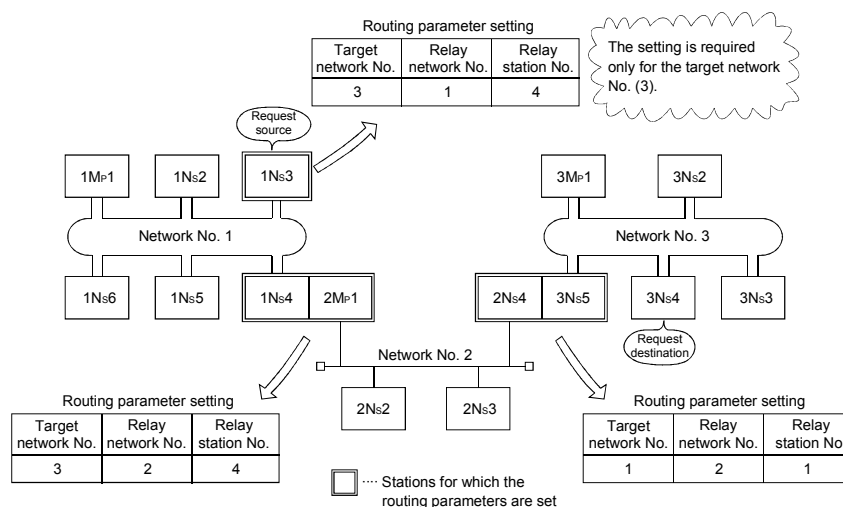 Routing parameter setting
Target network No. Relay network No. Relay station No.
3 1 4
The setting is required
only for the target network
No. (3).
Request
source
1MP1 1NS2 1NS3
3MP1 3NS2
Network No. 1
Network No. 3
1NS6 1NS5 1NS4 2MP1
2NS4 3NS5 3NS4 3NS3
Request
destination
Network No. 2
2NS2 2NS3
Routing parameter setting
Target network No. Relay network No. Relay station No.
3 2 4
Routing parameter setting
Target network No. Relay network No. Relay station No
1 2 1
···· Stations for which the
routing parameters are set